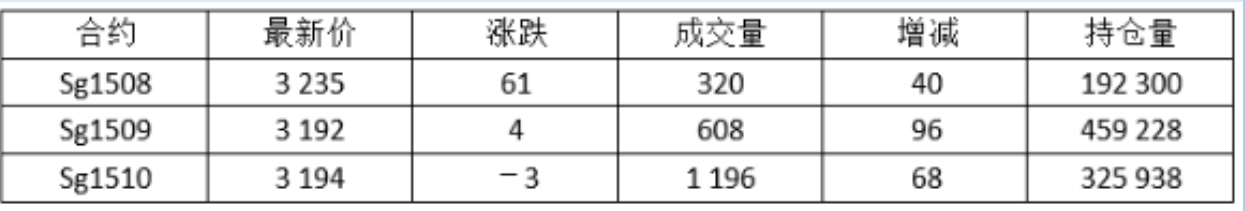 合约 最新价 涨跌 成交量 增减 持仓量
Sg1508 3 235 61 320 40 192 300
Sg1509 3 192 4 608 96 459 228
Sg1510 3 194 －3 1 196 68 325 938